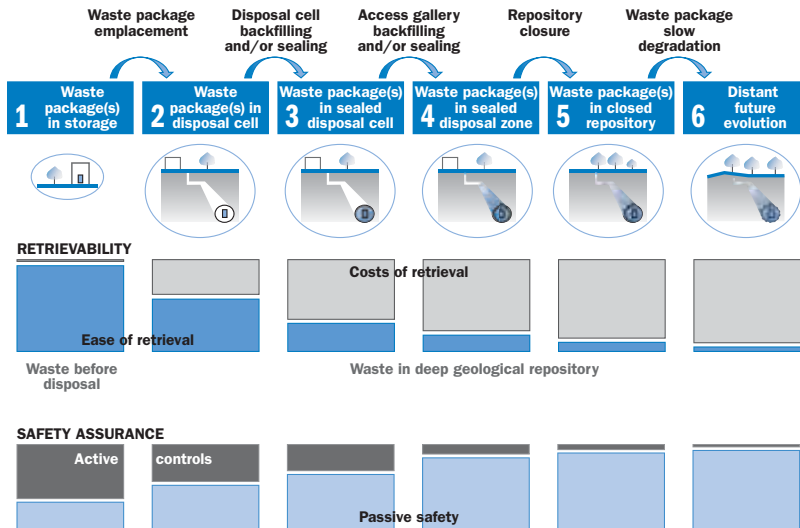 Waste package
emplacement
Disposal cell
backfilling
and/or sealing
Access gallery
backfilling
and/or sealing
Repository
closure
Waste package
slow
degradation
1 Waste
package(s)
in storage
2 Waste
package(s) in
disposal cell
3 Waste package(s)
in sealed
disposal cell
4 Waste package(s)
in sealed
disposal zone
5 Waste package(s)
in closed
repository
6 Distant
future
evolution
RETRIEVABILITY
Costs of retrieval
Ease of retrieval
Waste before
disposal
Waste in deep geological repository
SAFETY ASSURANCE
Active controls
Passive safety